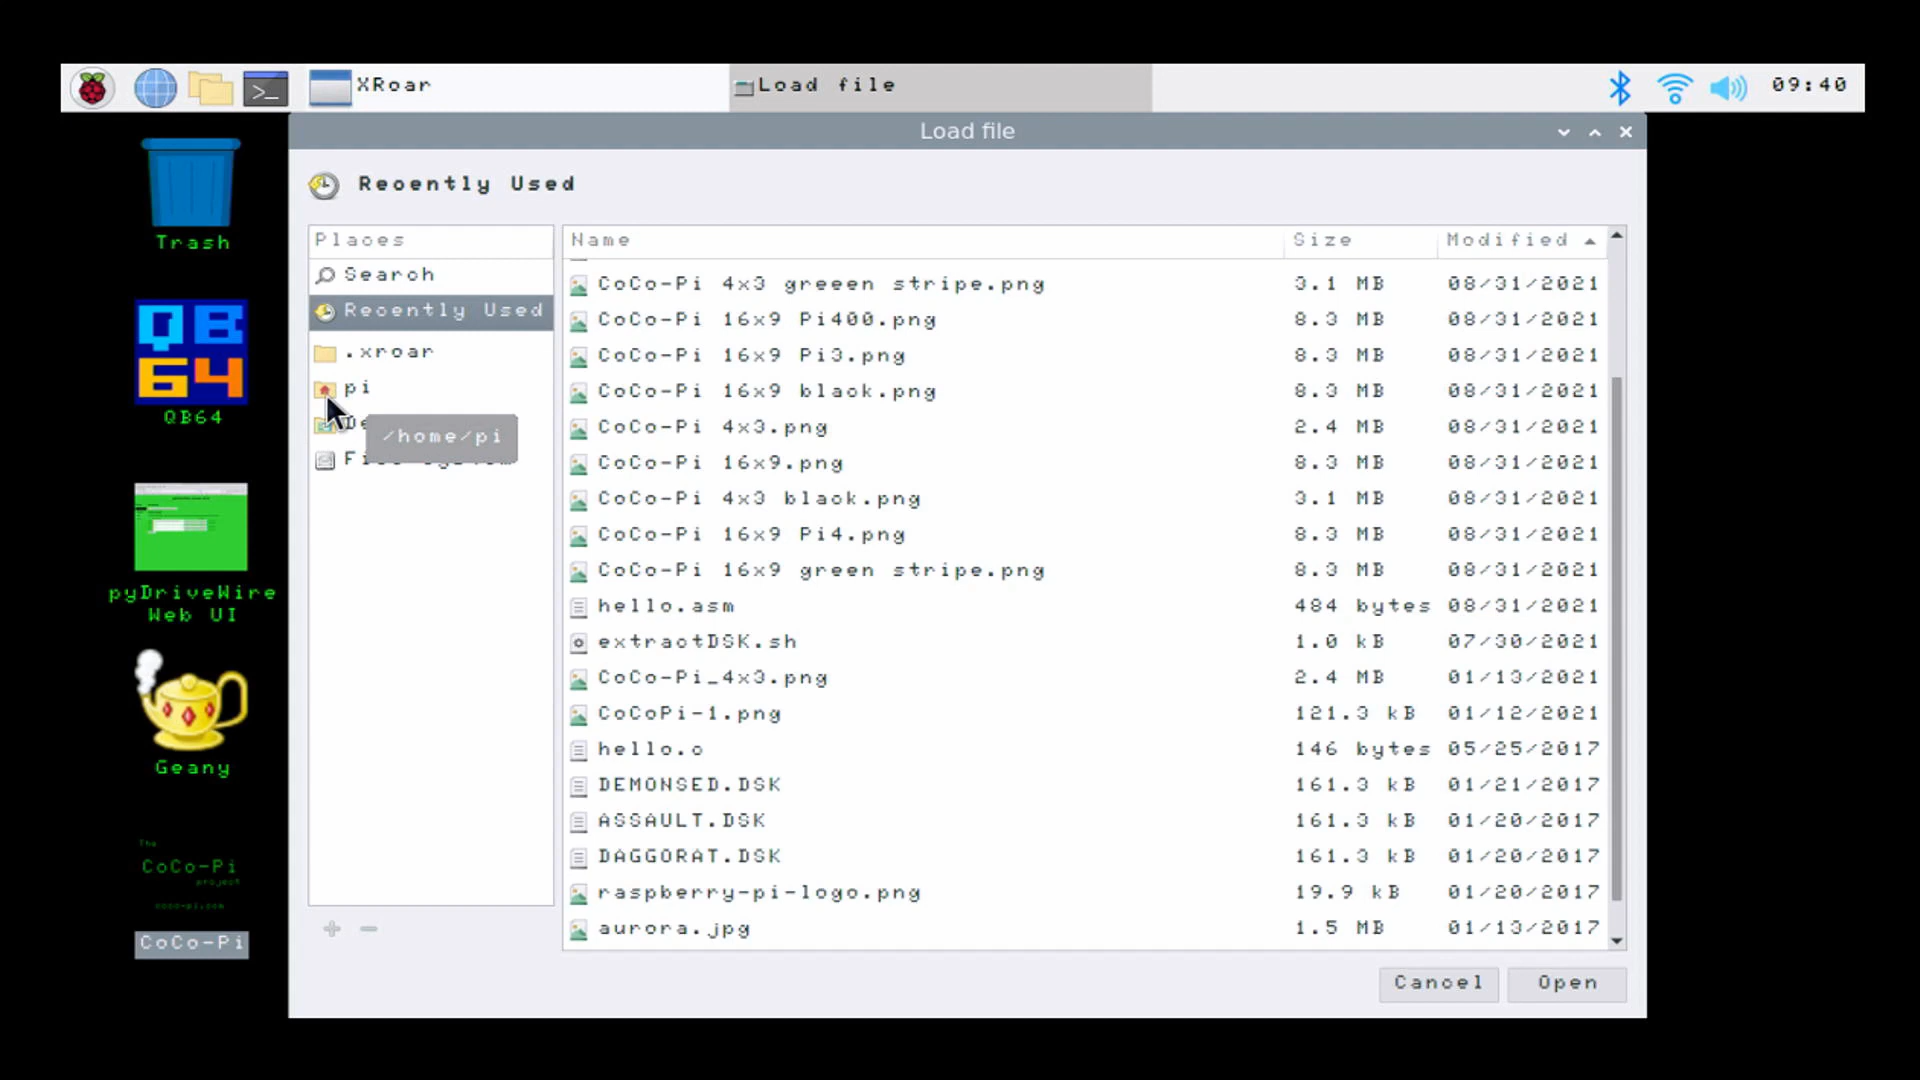 XRoar
Load file
09:40
Load file
Recently Used
Places
Search
Recently Used
.xroar
pi
De
/home/pi
Name Size Modified
CoCo-Pi 4x3 greeen stripe.png 3.1 MB 08/31/2021
CoCo-Pi 16x9 Pi400.png 8.3 MB 08/31/2021
CoCo-Pi 16x9 Pi3.png 8.3 MB 08/31/2021
CoCo-Pi 16x9 black.png 8.3 MB 08/31/2021
CoCo-Pi 4x3.png 2.4 MB 08/31/2021
CoCo-Pi 16x9.png 8.3 MB 08/31/2021
CoCo-Pi 4x3 black.png 3.1 MB 08/31/2021
CoCo-Pi 16x9 Pi4.png 8.3 MB 08/31/2021
CoCo-Pi 16x9 green stripe.png 8.3 MB 08/31/2021
hello.asm 484 bytes 08/31/2021
extractDSK.sh 1.0 kB 07/30/2021
CoCo-Pi_4x3.png 2.4 MB 01/13/2021
CoCoPi-1.png 121.3 kB 01/12/2021
hello.o 146 bytes 05/25/2017
DEMONSED.DSK 161.3 kB 01/21/2017
ASSAULT.DSK 161.3 kB 01/20/2017
DAGGORAT.DSK 161.3 kB 01/20/2017
raspberry-pi-logo.png 19.9 kB 01/20/2017
aurora.jpg 1.5 MB 01/13/2017
Cancel Open
Trash
QB
64
QB64
pyDriveWire
Web UI
Geany
The
CoCo-Pi
project
coco-pi.com
CoCo-Pi